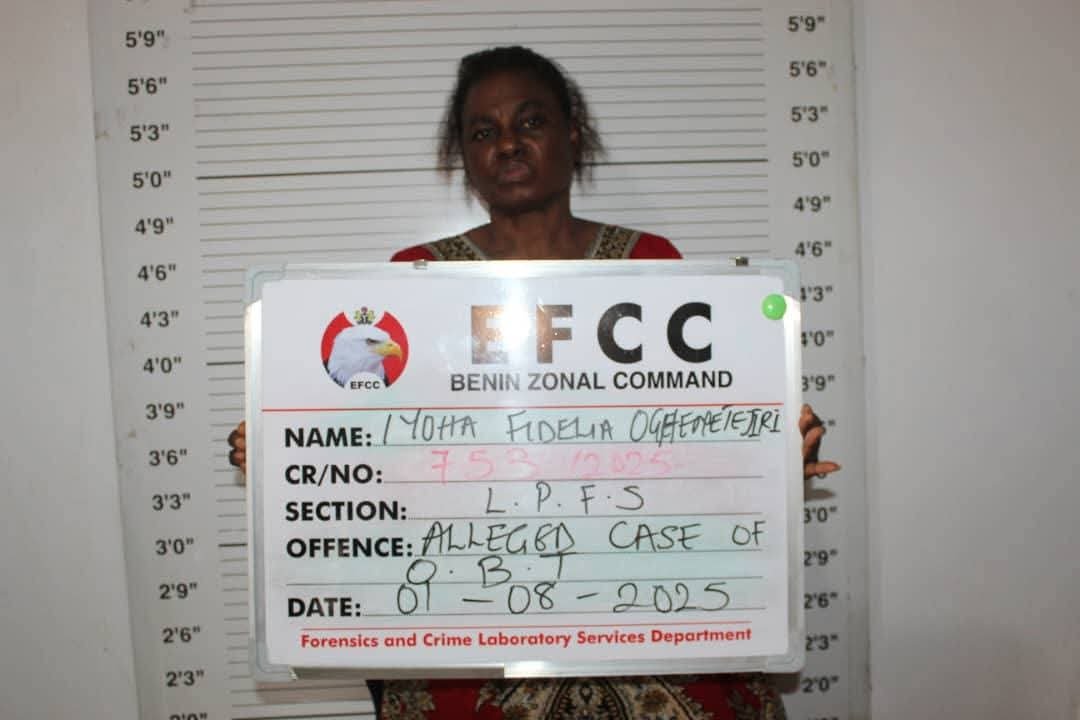 5'9" 5'9"
5'6" 5'6"
5'3" 5'3"
5'0" 5'0"
4'9" 4'9"
4'6" 4'6"
4'3" 4'3"
4'0" 4'0"
3'9" 3'9"
3'6"
3'3"
3'0" 3'0"
2'9" 2'9"
2'6" 2'6"
2'3" 2'3"
2'0" 2'0"
EFCC
EFCC
BENIN ZONAL COMMAND
NAME: IYOHA FIDELIA
CR/NO: 753/2025
SECTION: L.P.F.S
OFFENCE: ALLEGED CASE OF
O.B.T
DATE: 01-08-2025
Forensics and Crime Laboratory Services Department